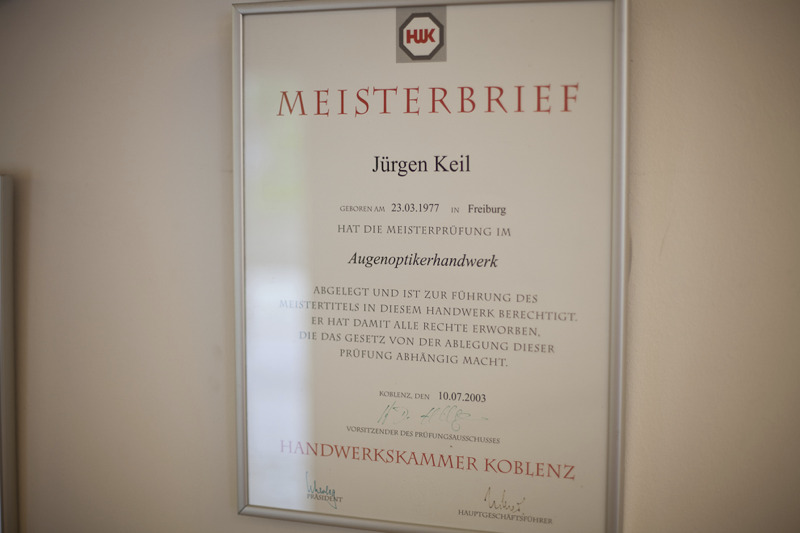 HWK
MEISTERBRIEF
Jürgen Keil
GEBOREN AM 23.03.1977 IN Freiburg
HAT DIE MEISTERPRÜFUNG IM
Augenoptikerhandwerk
ABGELEGT UND IST ZUR FÜHRUNG DES
MEISTERTITELS IN DIESEM HANDWERK BERECHTIGT.
ER HAT DAMIT ALLE RECHTE ERWORBEN,
DIE DAS GESETZ VON DER ABLEGUNG DIESER
PRÜFUNG ABHÄNGIG MACHT.
KOBLENZ, DEN 10.07.2003
VORSITZENDER DES PRÜFUNGSAUSSCHUSSES
HANDWERKSKAMMER KOBLENZ
PRÄSIDENT
HAUPTGESCHÄFTSFÜHRER